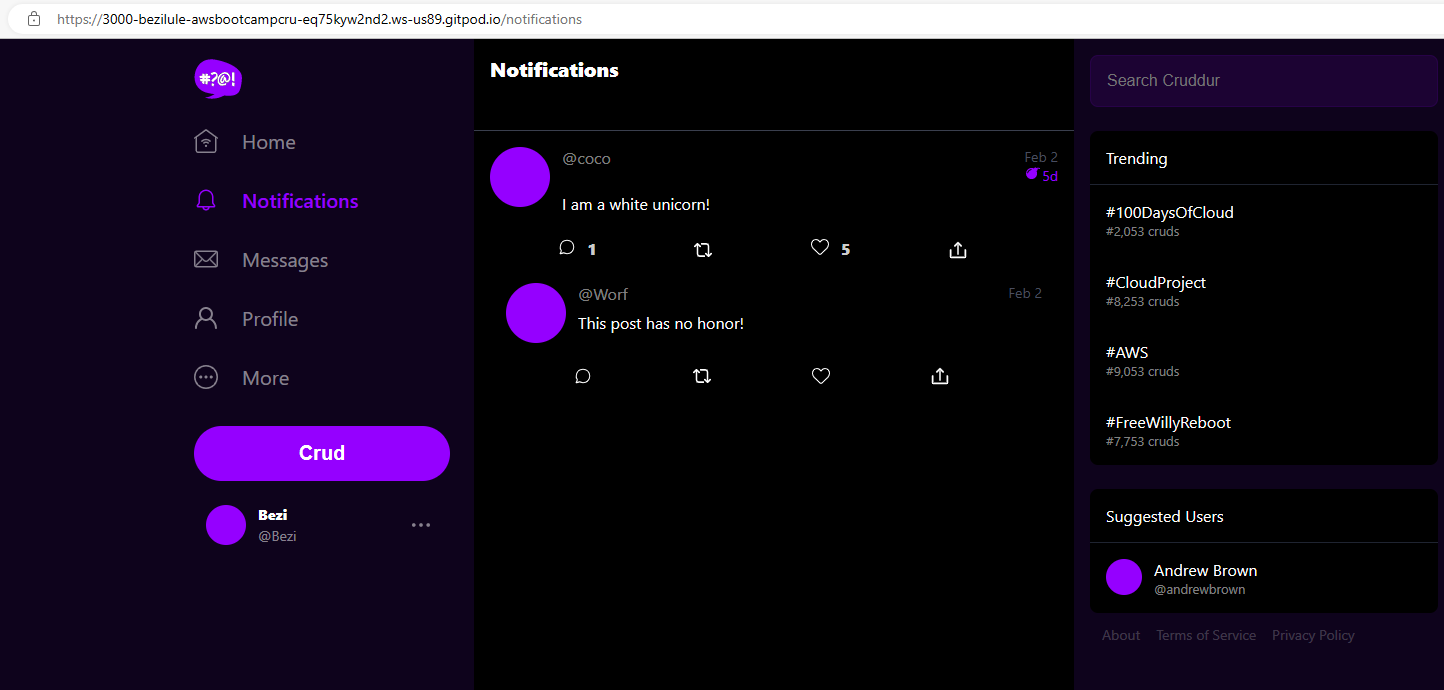 https://3000-bezilule-awsbootcampcru-eq75kyw2nd2.ws-us89.gitpod.io/notifications
#?@!
Home
Notifications
Messages
Profile
More
Crud
Bezi
@Bezi
Notifications
@coco
Feb 2
5d
I am a white unicorn!
1
5
@Worf
Feb 2
This post has no honor!
Search Cruddur
Trending
#100DaysOfCloud
#2,053 cruds
#CloudProject
#8,253 cruds
#AWS
#9,053 cruds
#FreeWillyReboot
#7,753 cruds
Suggested Users
Andrew Brown
@andrewbrown
About Terms of Service Privacy Policy